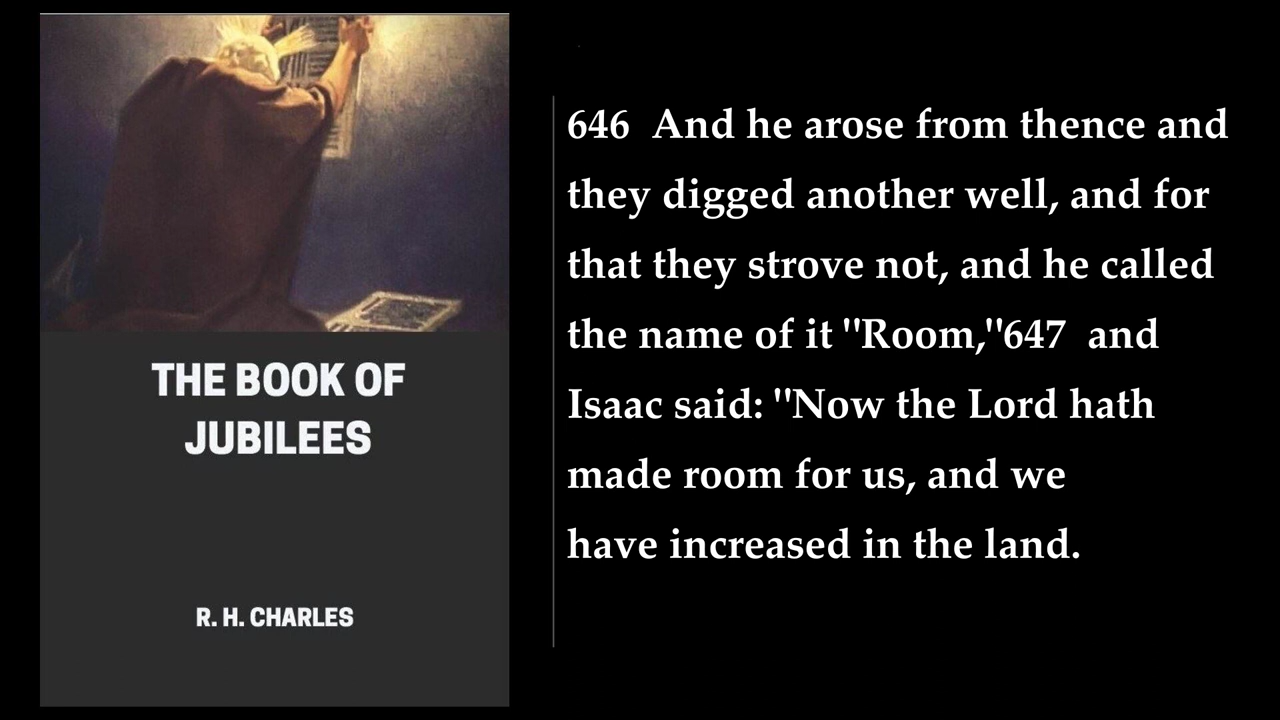 THE BOOK OF
JUBILEES
R. H. CHARLES
646 And he arose from thence and
they digged another well, and for
that they strove not, and he called
the name of it "Room,"647 and
Isaac said: "Now the Lord hath
made room for us, and we
have increased in the land.